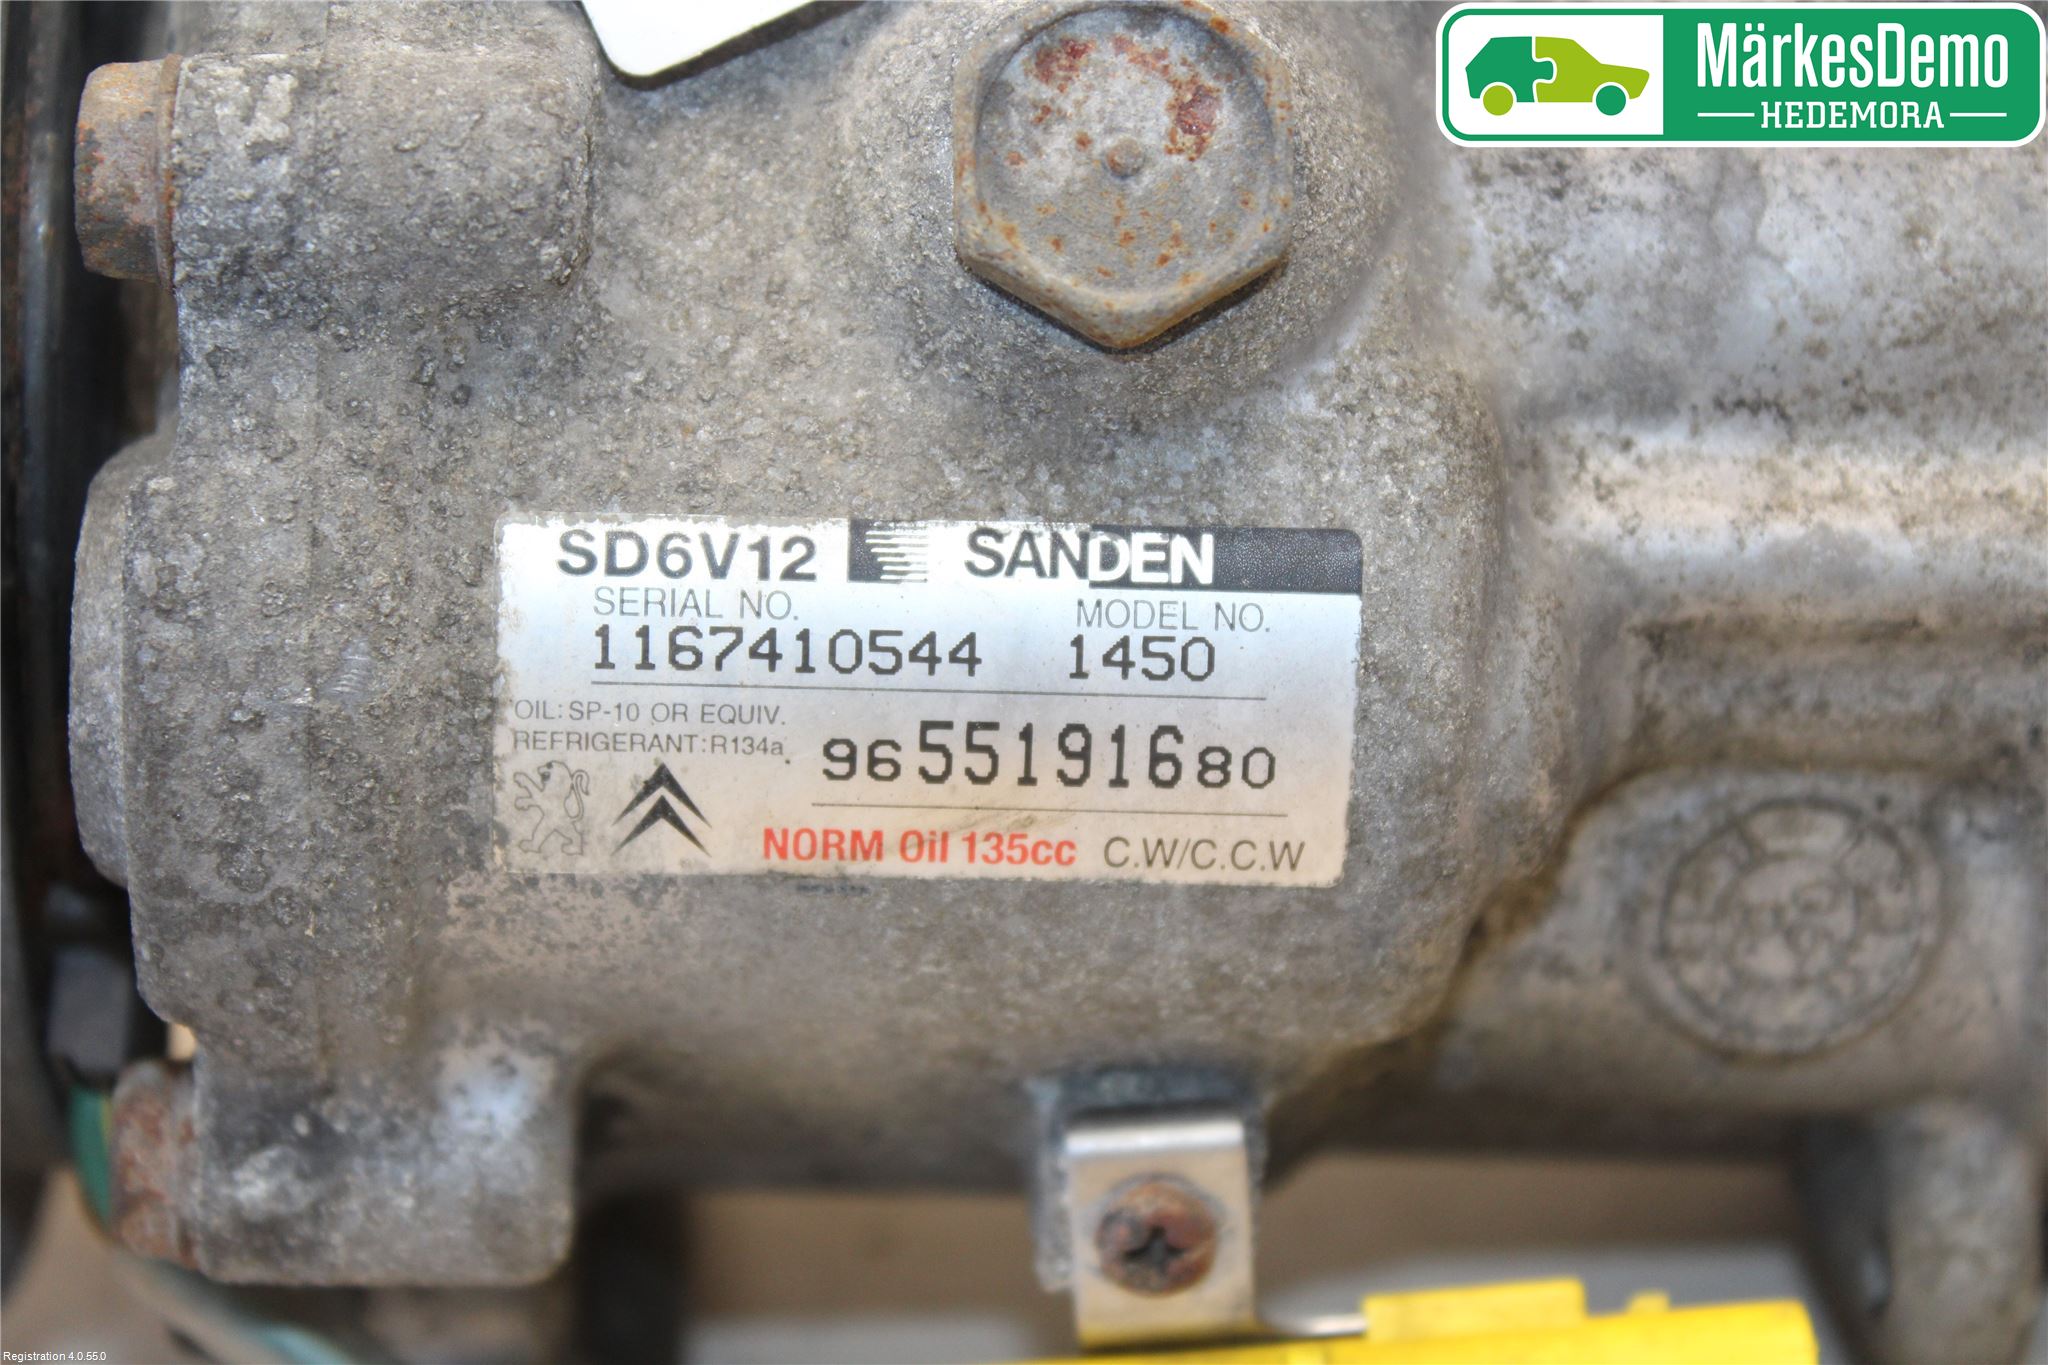 MärkesDemo
HEDEMORA
SD6V12 SANDEN
SERIAL NO. MODEL NO.
1167410544 1450
OIL: SP-10 OR EQUIV.
REFRIGERANT: R134a
9655191680
NORM Oil 135cc C.W/C.C.W
Registration 4.0.55.0